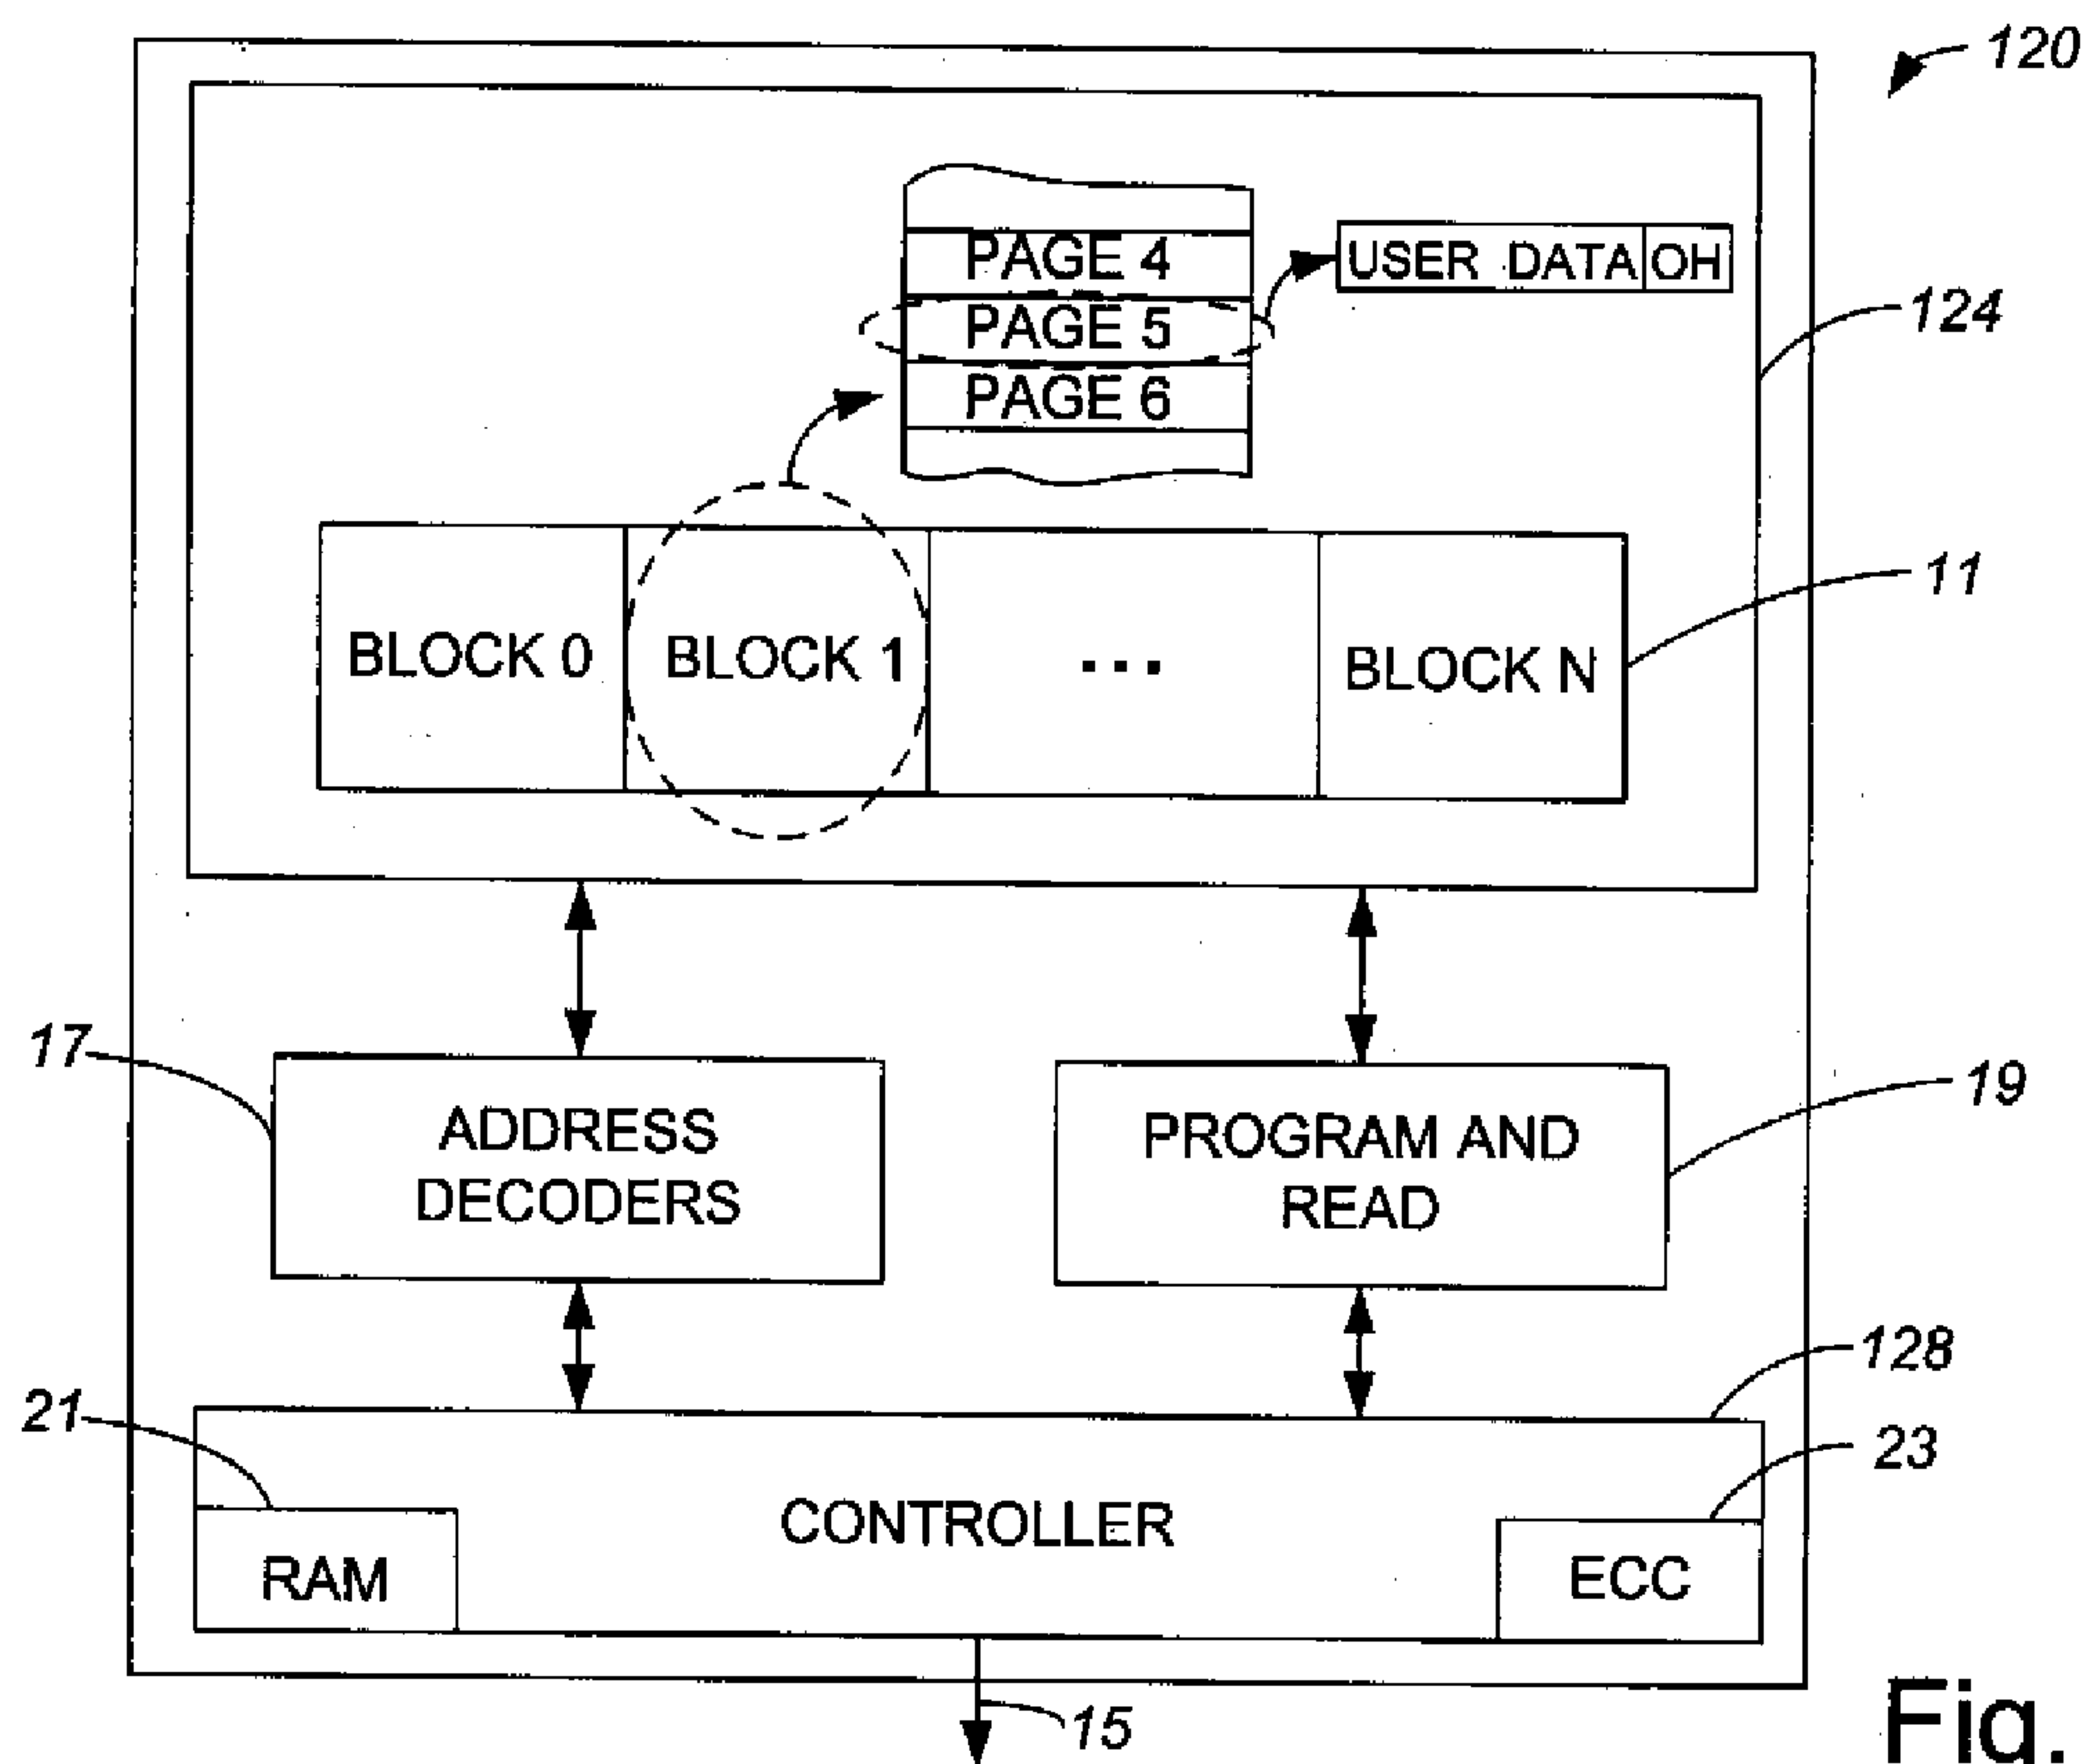 120
PAGE 4
USER DATA OH
PAGE 5
124
PAGE 6
11
BLOCK 0 BLOCK 1 ... BLOCK N
17
19
ADDRESS
DECODERS
PROGRAM AND
READ
128
21
23
CONTROLLER
RAM
ECC
15
Fig.